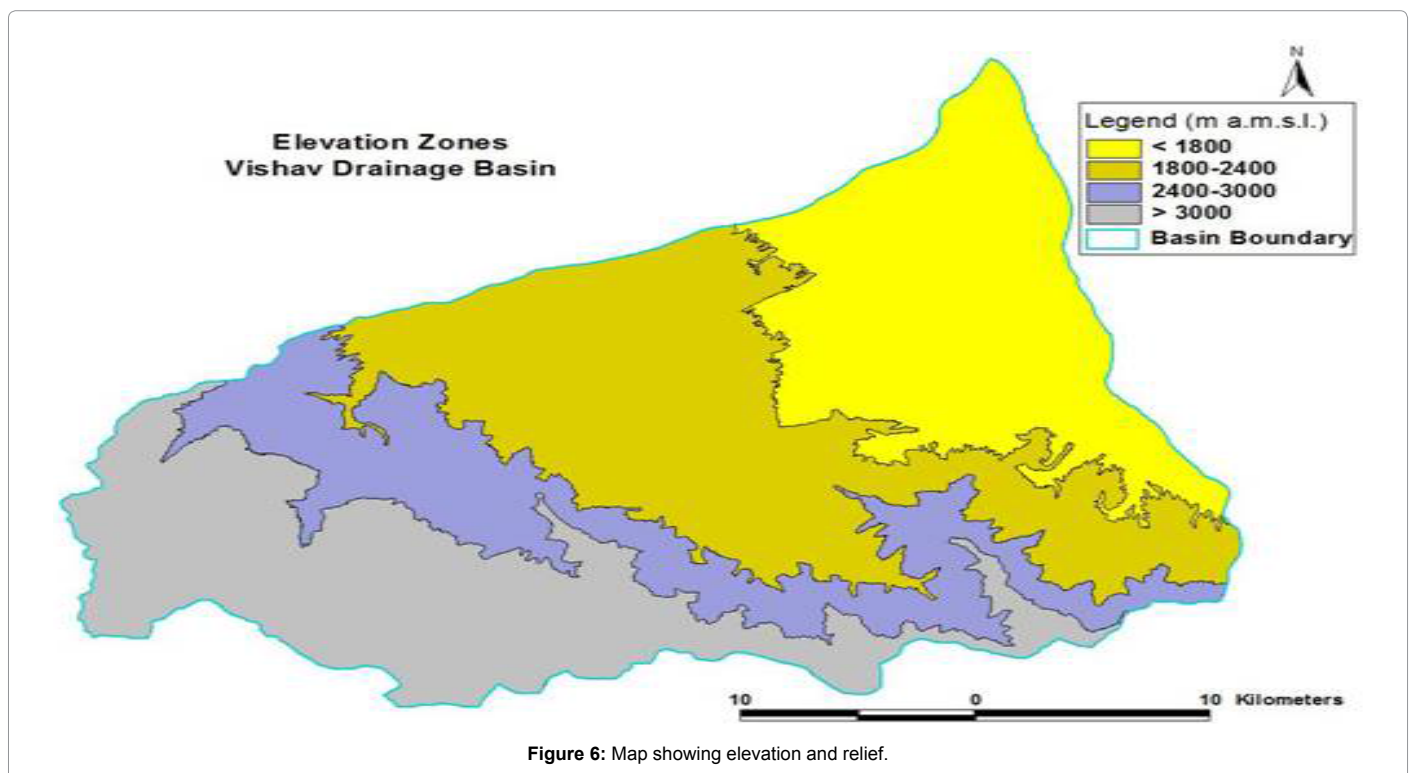 Elevation Zones
Vishav Drainage Basin
N
Legend (m a.m.s.l.)
< 1800
1800-2400
2400-3000
> 3000
Basin Boundary
10 0 10 Kilometers
Figure 6: Map showing elevation and relief.